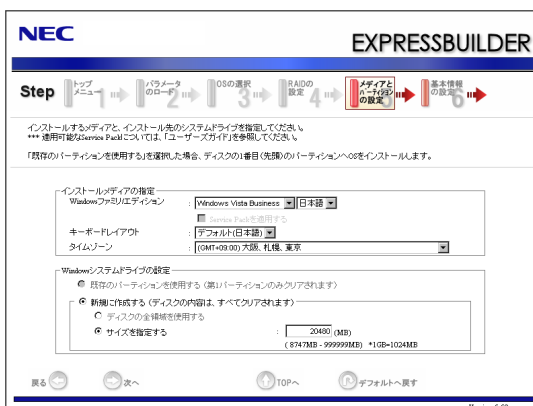 NEC
EXPRESSBUILDER
Step トップメニュー 1 パラメータのロード 2 OSの選択 3 RAIDの設定 4 メディアとパーティションの設定 5 基本情報の設定 6
インストールするメディアと、インストール先のシステムドライブを指定してください。
*** 適用可能なService Packについては、「ユーザーズガイド」を参照してください。
「既存のパーティションを使用する」を選択した場合、ディスクの1番目(先頭)のパーティションへOSをインストールします。
インストールメディアの指定
Windowsファミリ/エディション : Windows Vista Business 日本語
Service Packを適用する
キーボードレイアウト : デフォルト(日本語)
タイムゾーン : (GMT+09:00) 大阪、札幌、東京
Windowsシステムドライブの設定
既存のパーティションを使用する (第1パーティションのみクリアされます)
新規に作成する (ディスクの内容は、すべてクリアされます)
ディスクの全領域を使用する
サイズを指定する : 20480 (MB)
(8747MB - 999999MB) *1GB=1024MB
戻る 次へ TOPへ デフォルトへ戻す